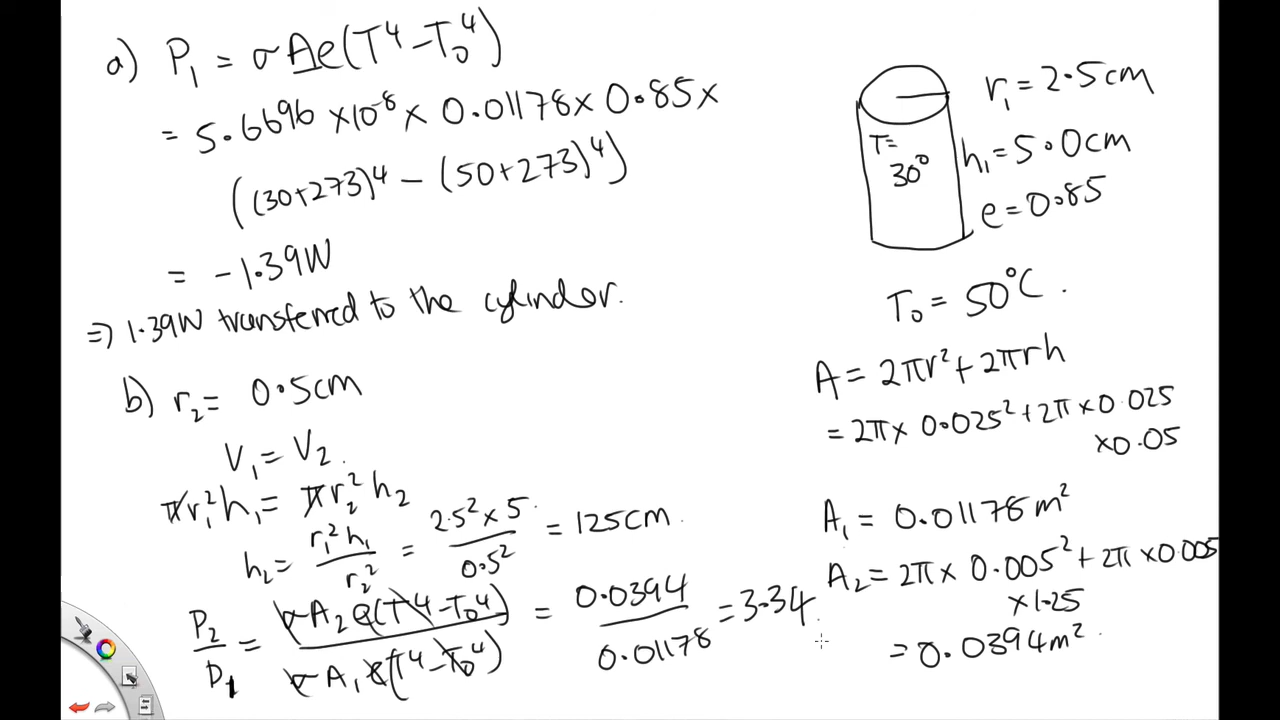 a) P₁ = σAe(T⁴-T₀⁴)
= 5.6696 ×10⁻⁸ × 0.01178 × 0.85 ×
((30+273)⁴ - (50+273)⁴)
= -1.39W
⇒ 1.39W transferred to the cylinder.
b) r₂ = 0.5cm
V₁ = V₂.
πr₁²h₁ = πr₂²h₂
h₂ = r₁²h₁/r₂² = 2.5²×5/0.5² = 125cm.
P₂/P₁ = σA₂e(T⁴-T₀⁴)/σA₁e(T⁴-T₀⁴) = 0.0394/0.01178 = 3.34
T=
30°
r₁ = 2.5cm
h₁ = 5.0cm
e = 0.85
T₀ = 50°C.
A = 2πr² + 2πrh
= 2π × 0.025² + 2π × 0.025
×0.05
A₁ = 0.01178m²
A₂ = 2π × 0.005² + 2π × 0.005
×1.25
= 0.0394m².